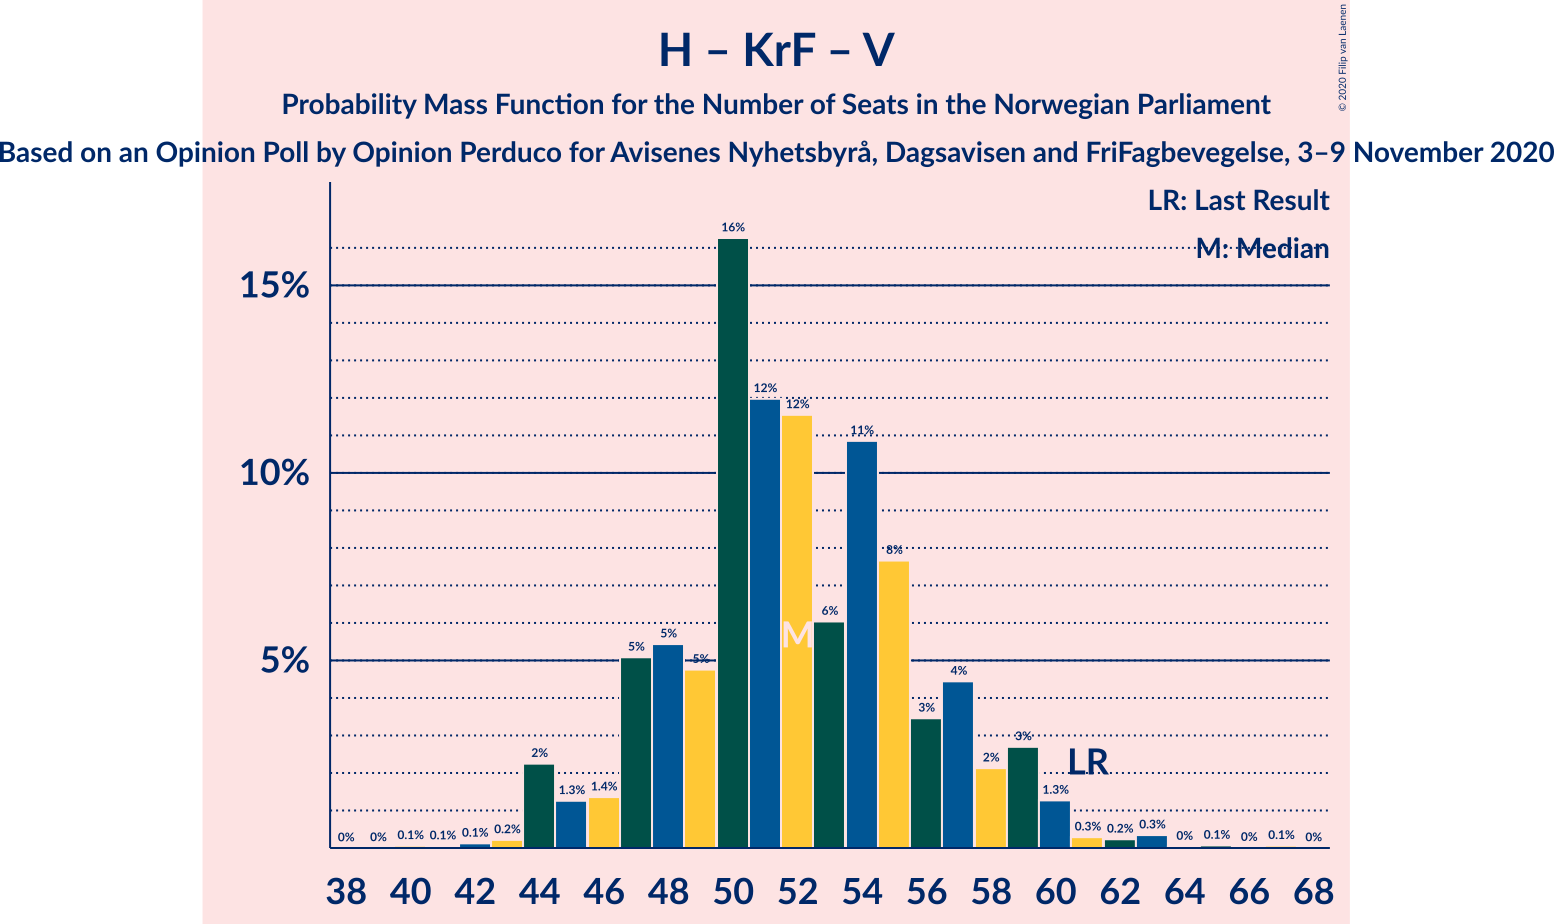 H – KrF – V
Probability Mass Function for the Number of Seats in the Norwegian Parliament
Based on an Opinion Poll by Opinion Perduco for Avisenes Nyhetsbyrå, Dagsavisen and FriFagbevegelse, 3–9 November 2020
© 2020 Filip van Laenen
LR: Last Result
M: Median
15%
10%
5%
0% 0% 0.1% 0.1% 0.1% 0.2% 2% 1.3% 1.4% 5% 5% 5% 16% 12% 12% 6% 11% 8% 3% 4% 2% 3% 1.3% 0.3% 0.2% 0.3% 0% 0.1% 0% 0.1% 0%
M
LR
38 40 42 44 46 48 50 52 54 56 58 60 62 64 66 68